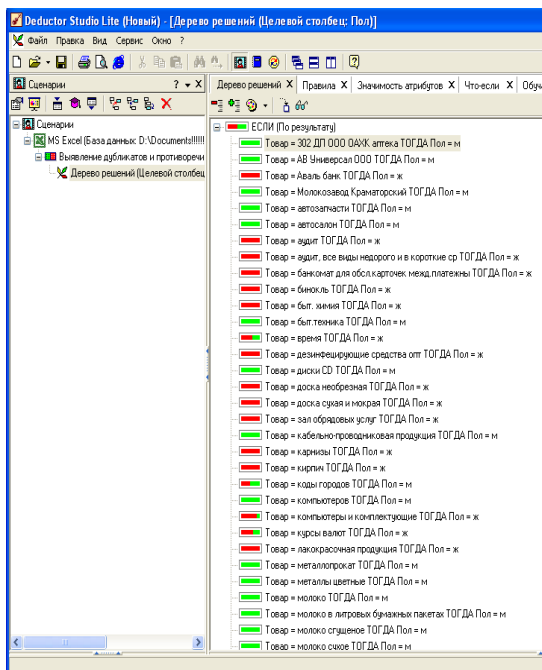 Deductor Studio Lite (Новый) - [Дерево решений (Целевой столбец: Пол)]
Файл Правка Вид Сервис Окно ?
Сценарии ? X
Дерево решений X Правила X Значимость атрибутов X Что-если X Обуч
Сценарии
MS Excel (База данных: D:\Documents!!!!!!
Выявление дубликатов и противоречи
Дерево решений (Целевой столбец
ЕСЛИ (По результату)
Товар = 302 ДП ООО ОАХК аптека ТОГДА Пол = м
Товар = АВ Универсал ООО ТОГДА Пол = м
Товар = Аваль банк ТОГДА Пол = ж
Товар = Молокозавод Краматорский ТОГДА Пол = м
Товар = автозапчасти ТОГДА Пол = м
Товар = автосалон ТОГДА Пол = м
Товар = аудит ТОГДА Пол = ж
Товар = аудит, все виды недорого и в короткие ср ТОГДА Пол = ж
Товар = банкомат для обсл.карточек межд.платежны ТОГДА Пол = ж
Товар = бинокль ТОГДА Пол = ж
Товар = быт. химия ТОГДА Пол = ж
Товар = быт.техника ТОГДА Пол = м
Товар = время ТОГДА Пол = ж
Товар = дезинфецирующие средства опт ТОГДА Пол = ж
Товар = диски CD ТОГДА Пол = м
Товар = доска необрезная ТОГДА Пол = ж
Товар = доска сухая и мокрая ТОГДА Пол = ж
Товар = зал обрядовых услуг ТОГДА Пол = ж
Товар = кабельно-проводниковая продукция ТОГДА Пол = м
Товар = карнизы ТОГДА Пол = ж
Товар = кирпич ТОГДА Пол = ж
Товар = коды городов ТОГДА Пол = м
Товар = компьютеров ТОГДА Пол = м
Товар = компьютеры и комплектующие ТОГДА Пол = ж
Товар = курсы валют ТОГДА Пол = ж
Товар = лакокрасочная продукция ТОГДА Пол = ж
Товар = металлопрокат ТОГДА Пол = м
Товар = металлы цветные ТОГДА Пол = м
Товар = молоко ТОГДА Пол = м
Товар = молоко в литровых бумажных пакетах ТОГДА Пол = м
Товар = молоко сгущеное ТОГДА Пол = м
Товар = молоко сухое ТОГДА Пол = м